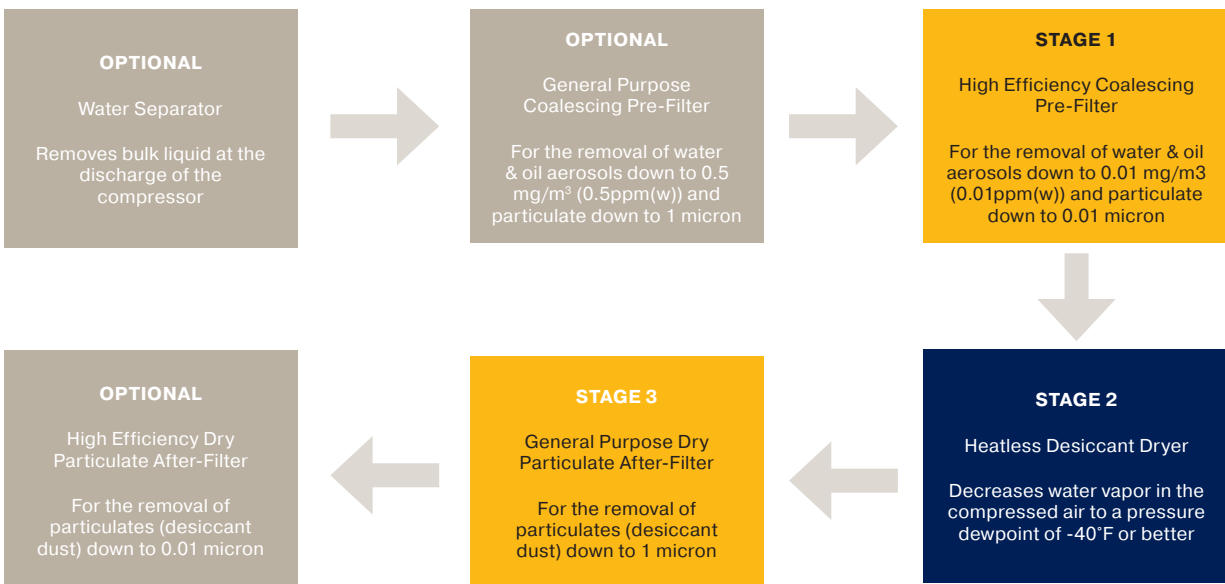 OPTIONAL
Water Separator
Removes bulk liquid at the
discharge of the
compressor
OPTIONAL
General Purpose
Coalescing Pre-Filter
For the removal of water
& oil aerosols down to 0.5
mg/m³ (0.5ppm(w)) and
particulate down to 1 micron
STAGE 1
High Efficiency Coalescing
Pre-Filter
For the removal of water & oil
aerosols down to 0.01 mg/m3
(0.01ppm(w)) and particulate
down to 0.01 micron
STAGE 2
Heatless Desiccant Dryer
Decreases water vapor in the
compressed air to a pressure
dewpoint of -40°F or better
STAGE 3
General Purpose Dry
Particulate After-Filter
For the removal of
particulates (desiccant
dust) down to 1 micron
OPTIONAL
High Efficiency Dry
Particulate After-Filter
For the removal of
particulates (desiccant
dust) down to 0.01 micron